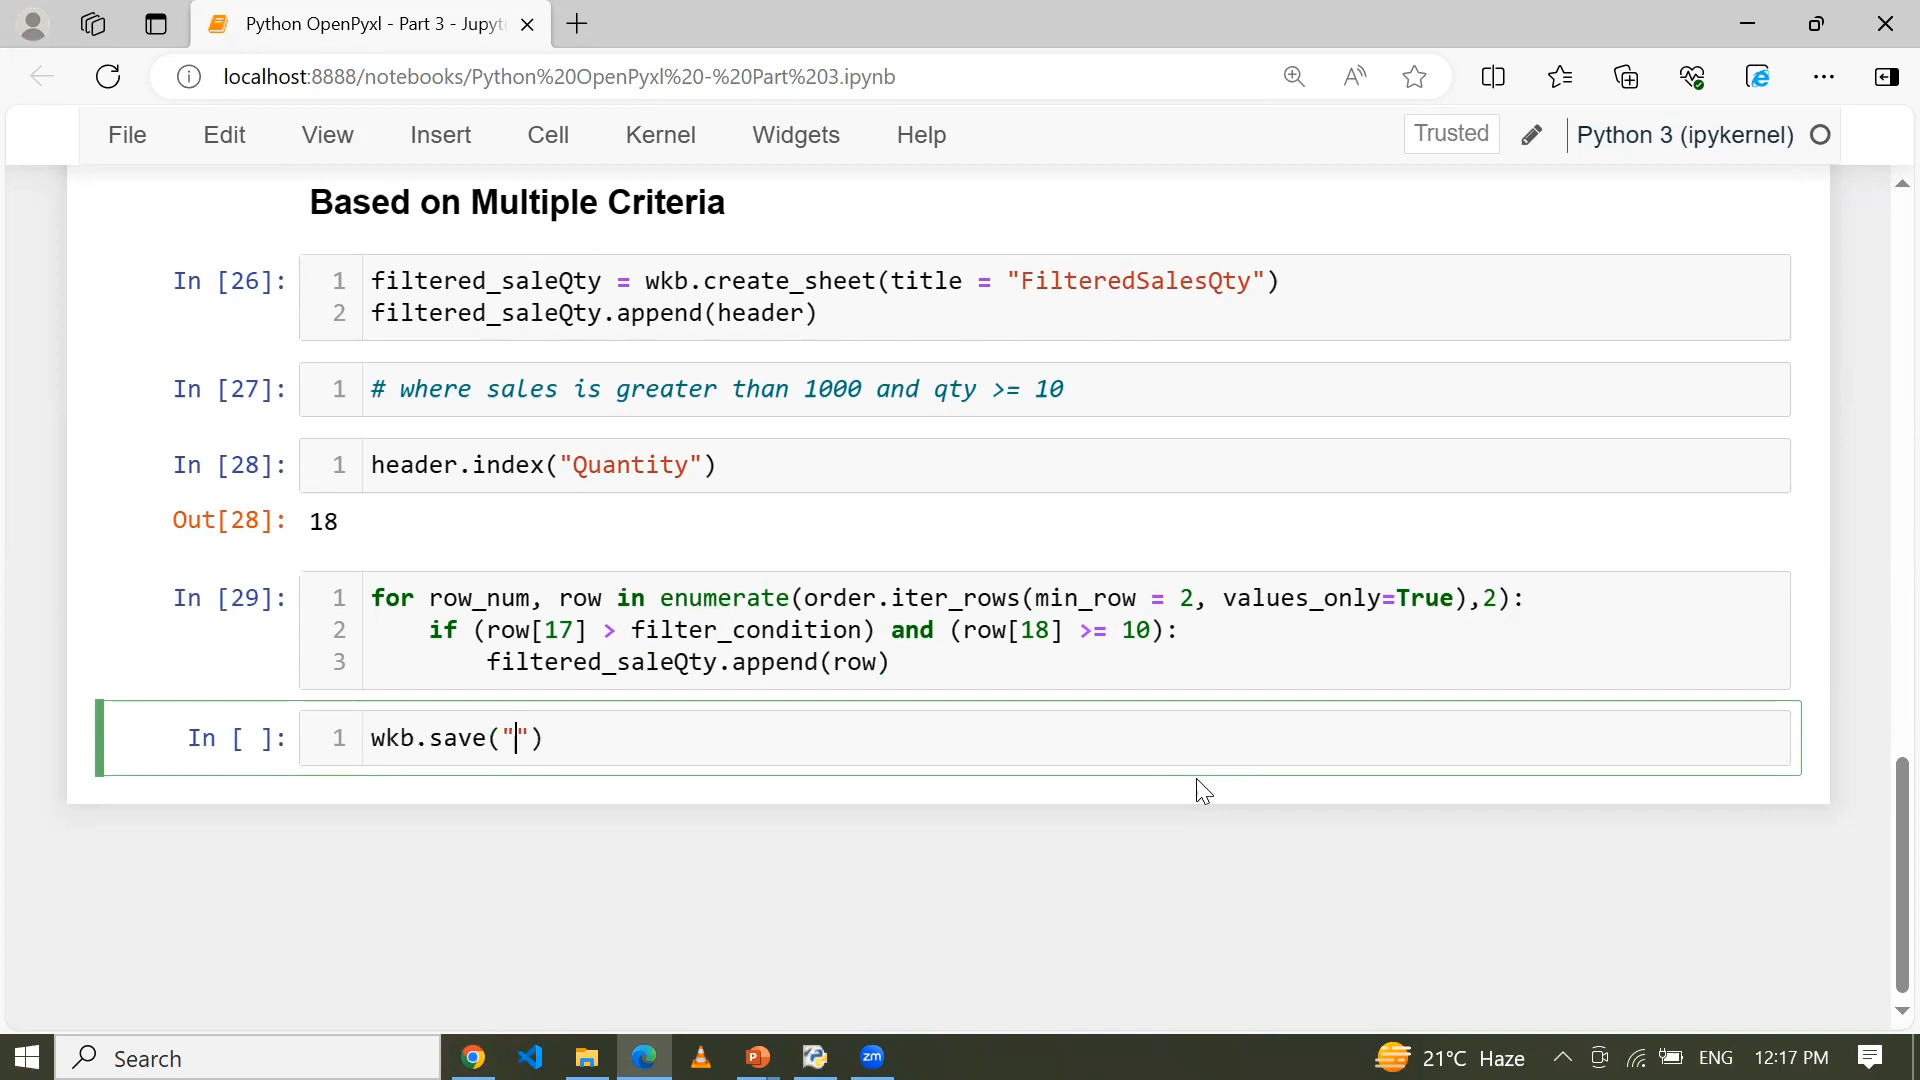 Python OpenPyxl - Part 3 - Jupyt
localhost:8888/notebooks/Python%20OpenPyxl%20-%20Part%203.ipynb
File Edit View Insert Cell Kernel Widgets Help Trusted Python 3 (ipykernel)
Based on Multiple Criteria
In [26]: 1 filtered_saleQty = wkb.create_sheet(title = "FilteredSalesQty")
2 filtered_saleQty.append(header)
In [27]: 1 # where sales is greater than 1000 and qty >= 10
In [28]: 1 header.index("Quantity")
Out[28]: 18
In [29]: 1 for row_num, row in enumerate(order.iter_rows(min_row = 2, values_only=True),2):
2 if (row[17] > filter_condition) and (row[18] >= 10):
3 filtered_saleQty.append(row)
In [ ]: 1 wkb.save("")
Search 21°C Haze ENG 12:17 PM